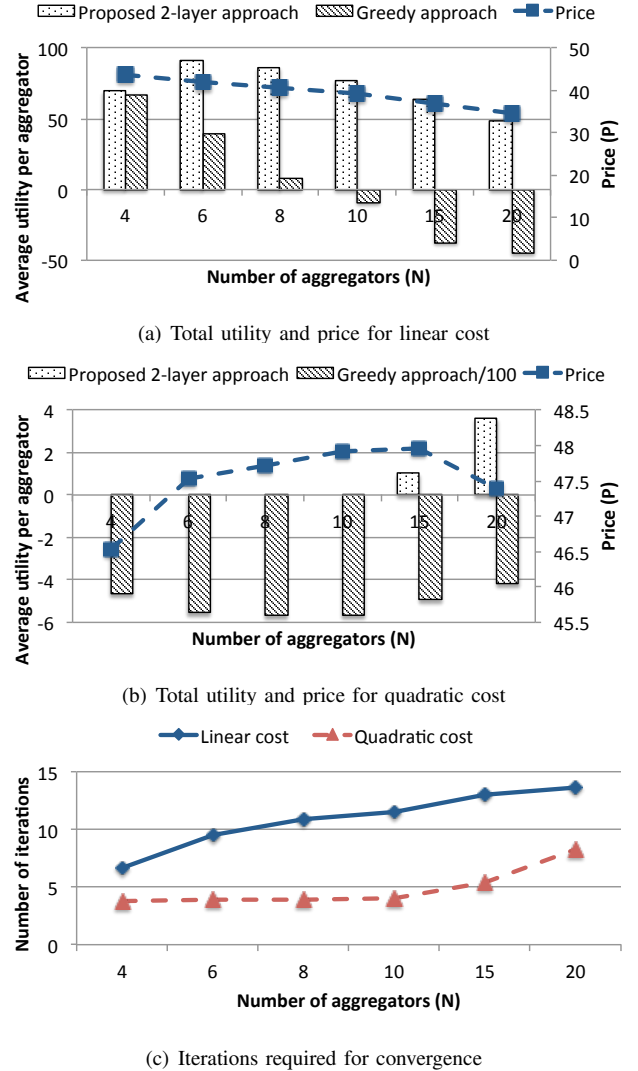 Proposed 2-layer approach Greedy approach Price
100 50
50 40
30
0 20
4 6 8 10 15 20
10
-50 0
Average utility per aggregator
Price (P)
Number of aggregators (N)
(a) Total utility and price for linear cost
Proposed 2-layer approach Greedy approach/100 Price
4 48.5
2 48
47.5
0
4 6 8 10 15 20
47
-2
46.5
-4 46
-6 45.5
Average utility per aggregator
Price (P)
Number of aggregators (N)
(b) Total utility and price for quadratic cost
Linear cost Quadratic cost
15
10
5
0
4 6 8 10 15 20
Number of iterations
Number of aggregators (N)
(c) Iterations required for convergence